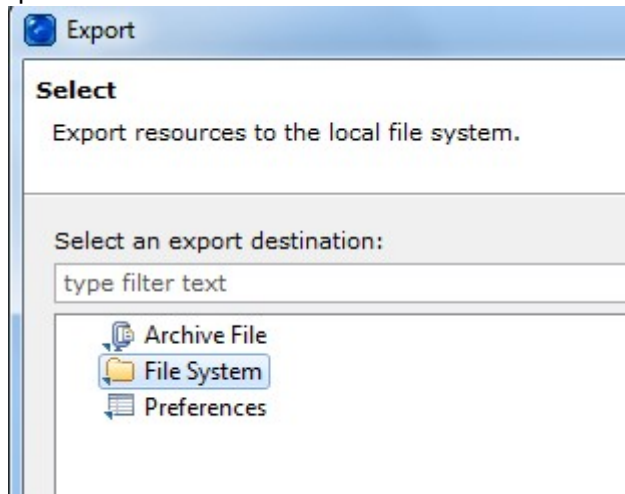 Export
Select
Export resources to the local file system.
Select an export destination:
type filter text
Archive File
File System
Preferences